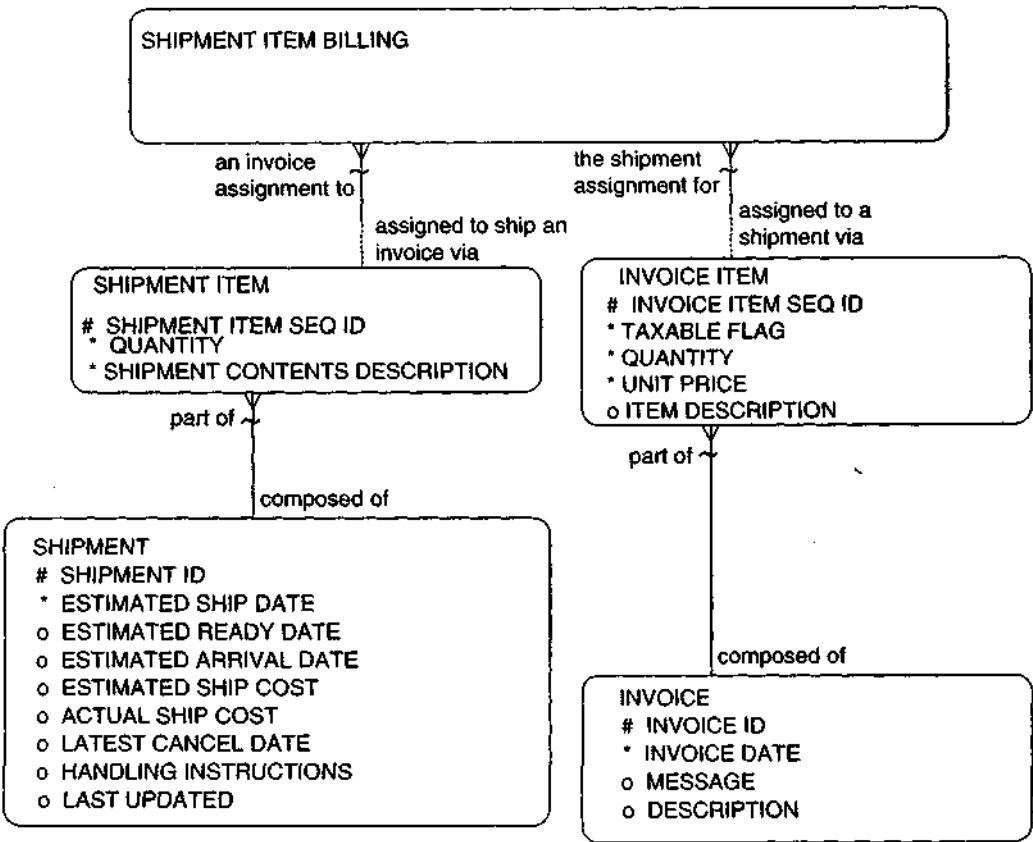 SHIPMENT ITEM BILLING
an invoice
assignment to
the shipment
assignment for
assigned to ship an
invoice via
assigned to a
shipment via
SHIPMENT ITEM
# SHIPMENT ITEM SEQ ID
* QUANTITY
* SHIPMENT CONTENTS DESCRIPTION
INVOICE ITEM
# INVOICE ITEM SEQ ID
* TAXABLE FLAG
* QUANTITY
* UNIT PRICE
o ITEM DESCRIPTION
part of
composed of
part of
composed of
SHIPMENT
# SHIPMENT ID
* ESTIMATED SHIP DATE
o ESTIMATED READY DATE
o ESTIMATED ARRIVAL DATE
o ESTIMATED SHIP COST
o ACTUAL SHIP COST
o LATEST CANCEL DATE
o HANDLING INSTRUCTIONS
o LAST UPDATED
INVOICE
# INVOICE ID
* INVOICE DATE
o MESSAGE
o DESCRIPTION